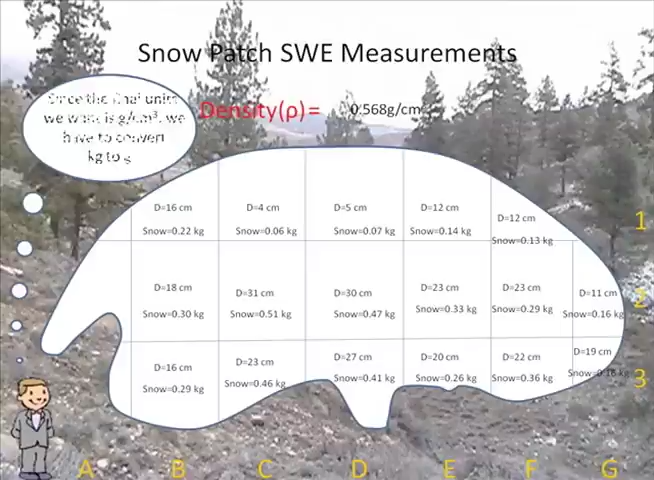 Snow Patch SWE Measurements
Since the final units
we want is g/cm³, we
have to convert
kg to g
Density(ρ) = 0.568g/cm
D=16 cm D=4 cm D=5 cm D=12 cm D=12 cm 1
Snow=0.22 kg Snow=0.06 kg Snow=0.07 kg Snow=0.14 kg Snow=0.13 kg
D=18 cm D=31 cm D=30 cm D=23 cm D=23 cm D=11 cm 2
Snow=0.30 kg Snow=0.51 kg Snow=0.47 kg Snow=0.33 kg Snow=0.29 kg Snow=0.16 kg
D=16 cm D=23 cm D=27 cm D=20 cm D=22 cm D=19 cm 3
Snow=0.29 kg Snow=0.46 kg Snow=0.41 kg Snow=0.26 kg Snow=0.36 kg
A B C D E F G